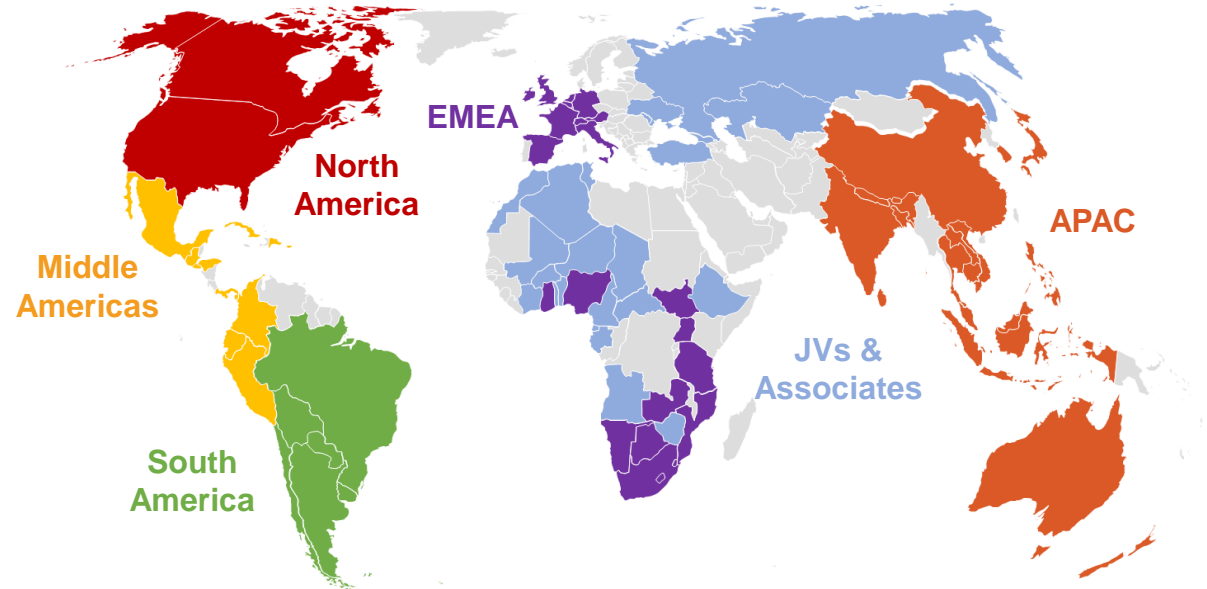 EMEA
North
America
APAC
Middle
Americas
JVs &
Associates
South
America